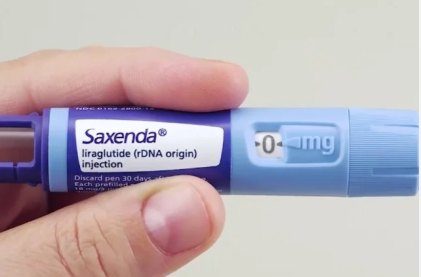 Saxenda®
liraglutide (rDNA origin)
injection
Discard pen 30 days
Each prefilled
0 mg